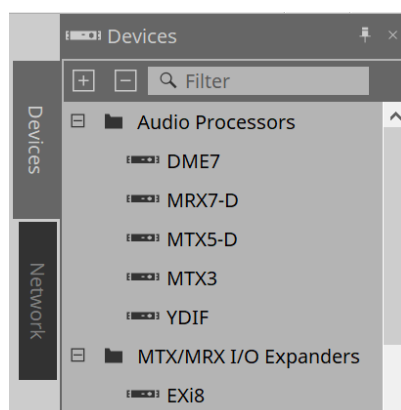 Devices
Filter
Devices
Network
Audio Processors
DME7
MRX7-D
MTX5-D
MTX3
YDIF
MTX/MRX I/O Expanders
EXi8